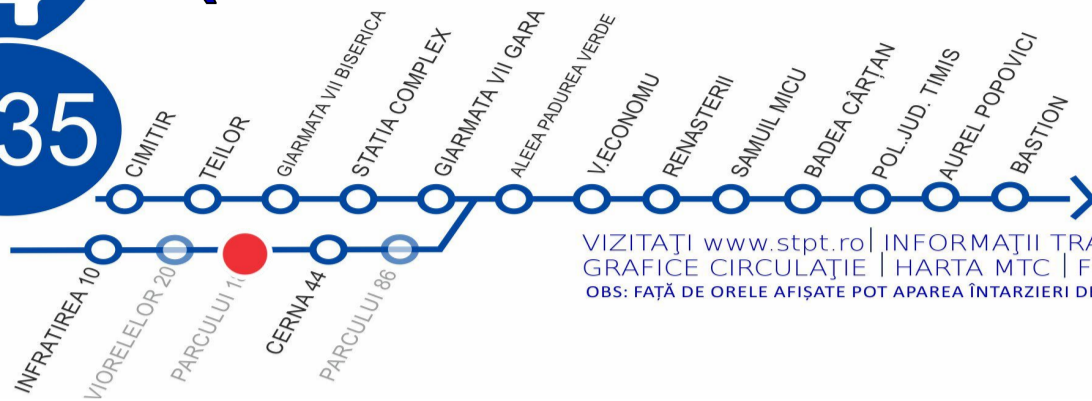 35
CIMITIR
TEILOR
GIARMATA VII BISERICA
STATIA COMPLEX
GIARMATA VII GARA
ALEEA PADUREA VERDE
V.ECONOMU
RENASTERII
SAMUIL MICU
BADEA CÂRȚAN
POL.JUD. TIMIS
AUREL POPOVICI
BASTION
INFRATIREA 10
VIORELELOR 20
PARCULUI
CERNA 44
PARCULUI 86
VIZITAȚI www.stpt.ro| INFORMAȚII TRA
GRAFICE CIRCULAȚIE | HARTA MTC | F
OBS: FAȚĂ DE ORELE AFIȘATE POT APAREA ÎNTARZIERI DE